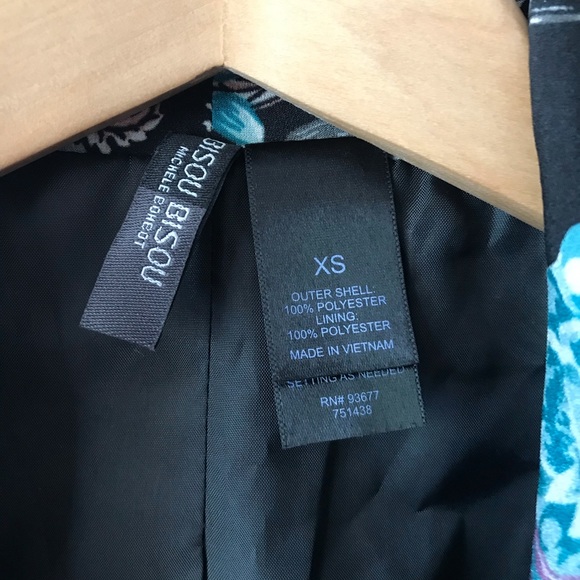 BISOU BISOU
MICHELE BOHBOT
XS
OUTER SHELL:
100% POLYESTER
LINING:
100% POLYESTER
MADE IN VIETNAM
SETTING AS NEEDED
RN# 93677
751438